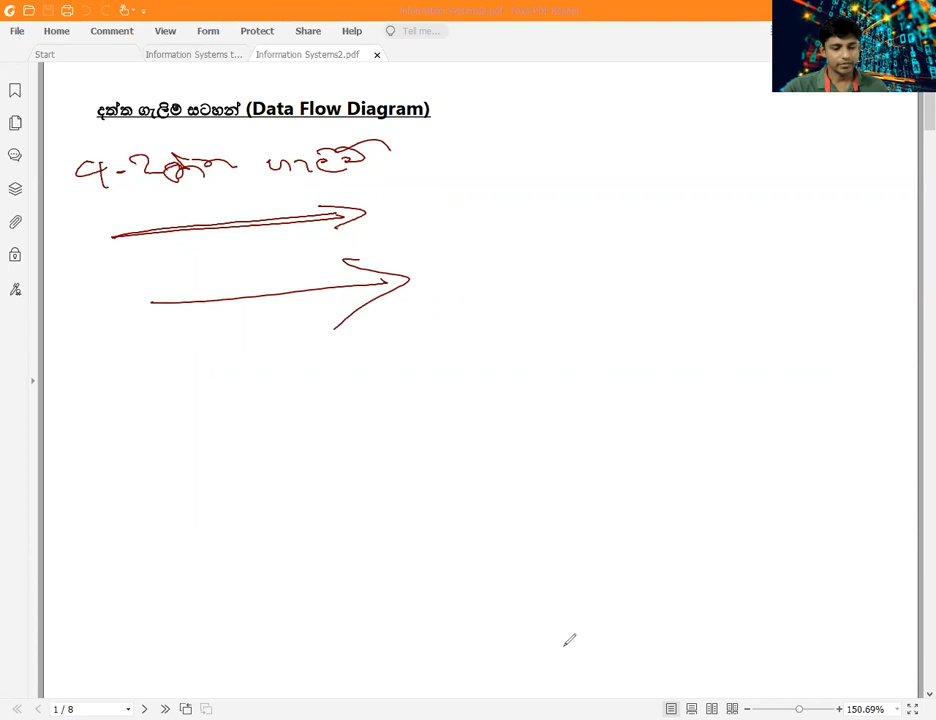 File Home Comment View Form Protect Share Help Tell me...
Start Information Systems t... Information Systems2.pdf
දත්ත ගැලිම් සටහන් (Data Flow Diagram)
1 / 8 150.69%